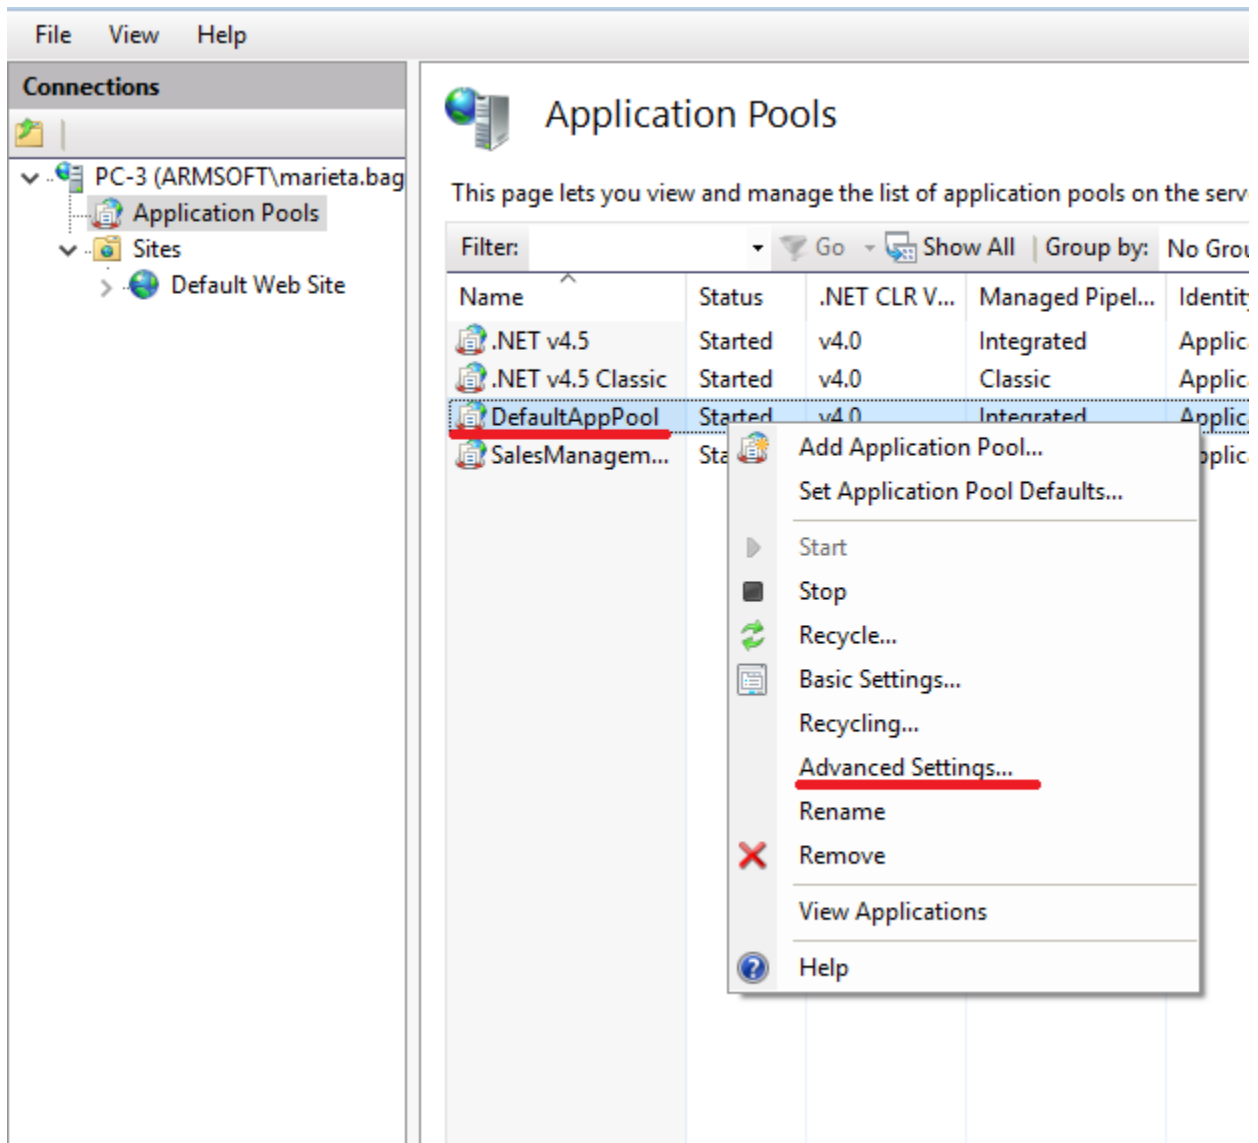 File View Help
Connections
PC-3 (ARMSOFT\marieta.bag
Application Pools
Sites
Default Web Site
Application Pools
This page lets you view and manage the list of application pools on the serv
Filter: Go Show All Group by: No Grou
Name Status .NET CLR V... Managed Pipel... Identit
.NET v4.5 Started v4.0 Integrated Applic
.NET v4.5 Classic Started v4.0 Classic Applic
DefaultAppPool Started v4.0 Integrated Applic
SalesManagem... Sta pplic
Add Application Pool...
Set Application Pool Defaults...
Start
Stop
Recycle...
Basic Settings...
Recycling...
Advanced Settings...
Rename
Remove
View Applications
Help